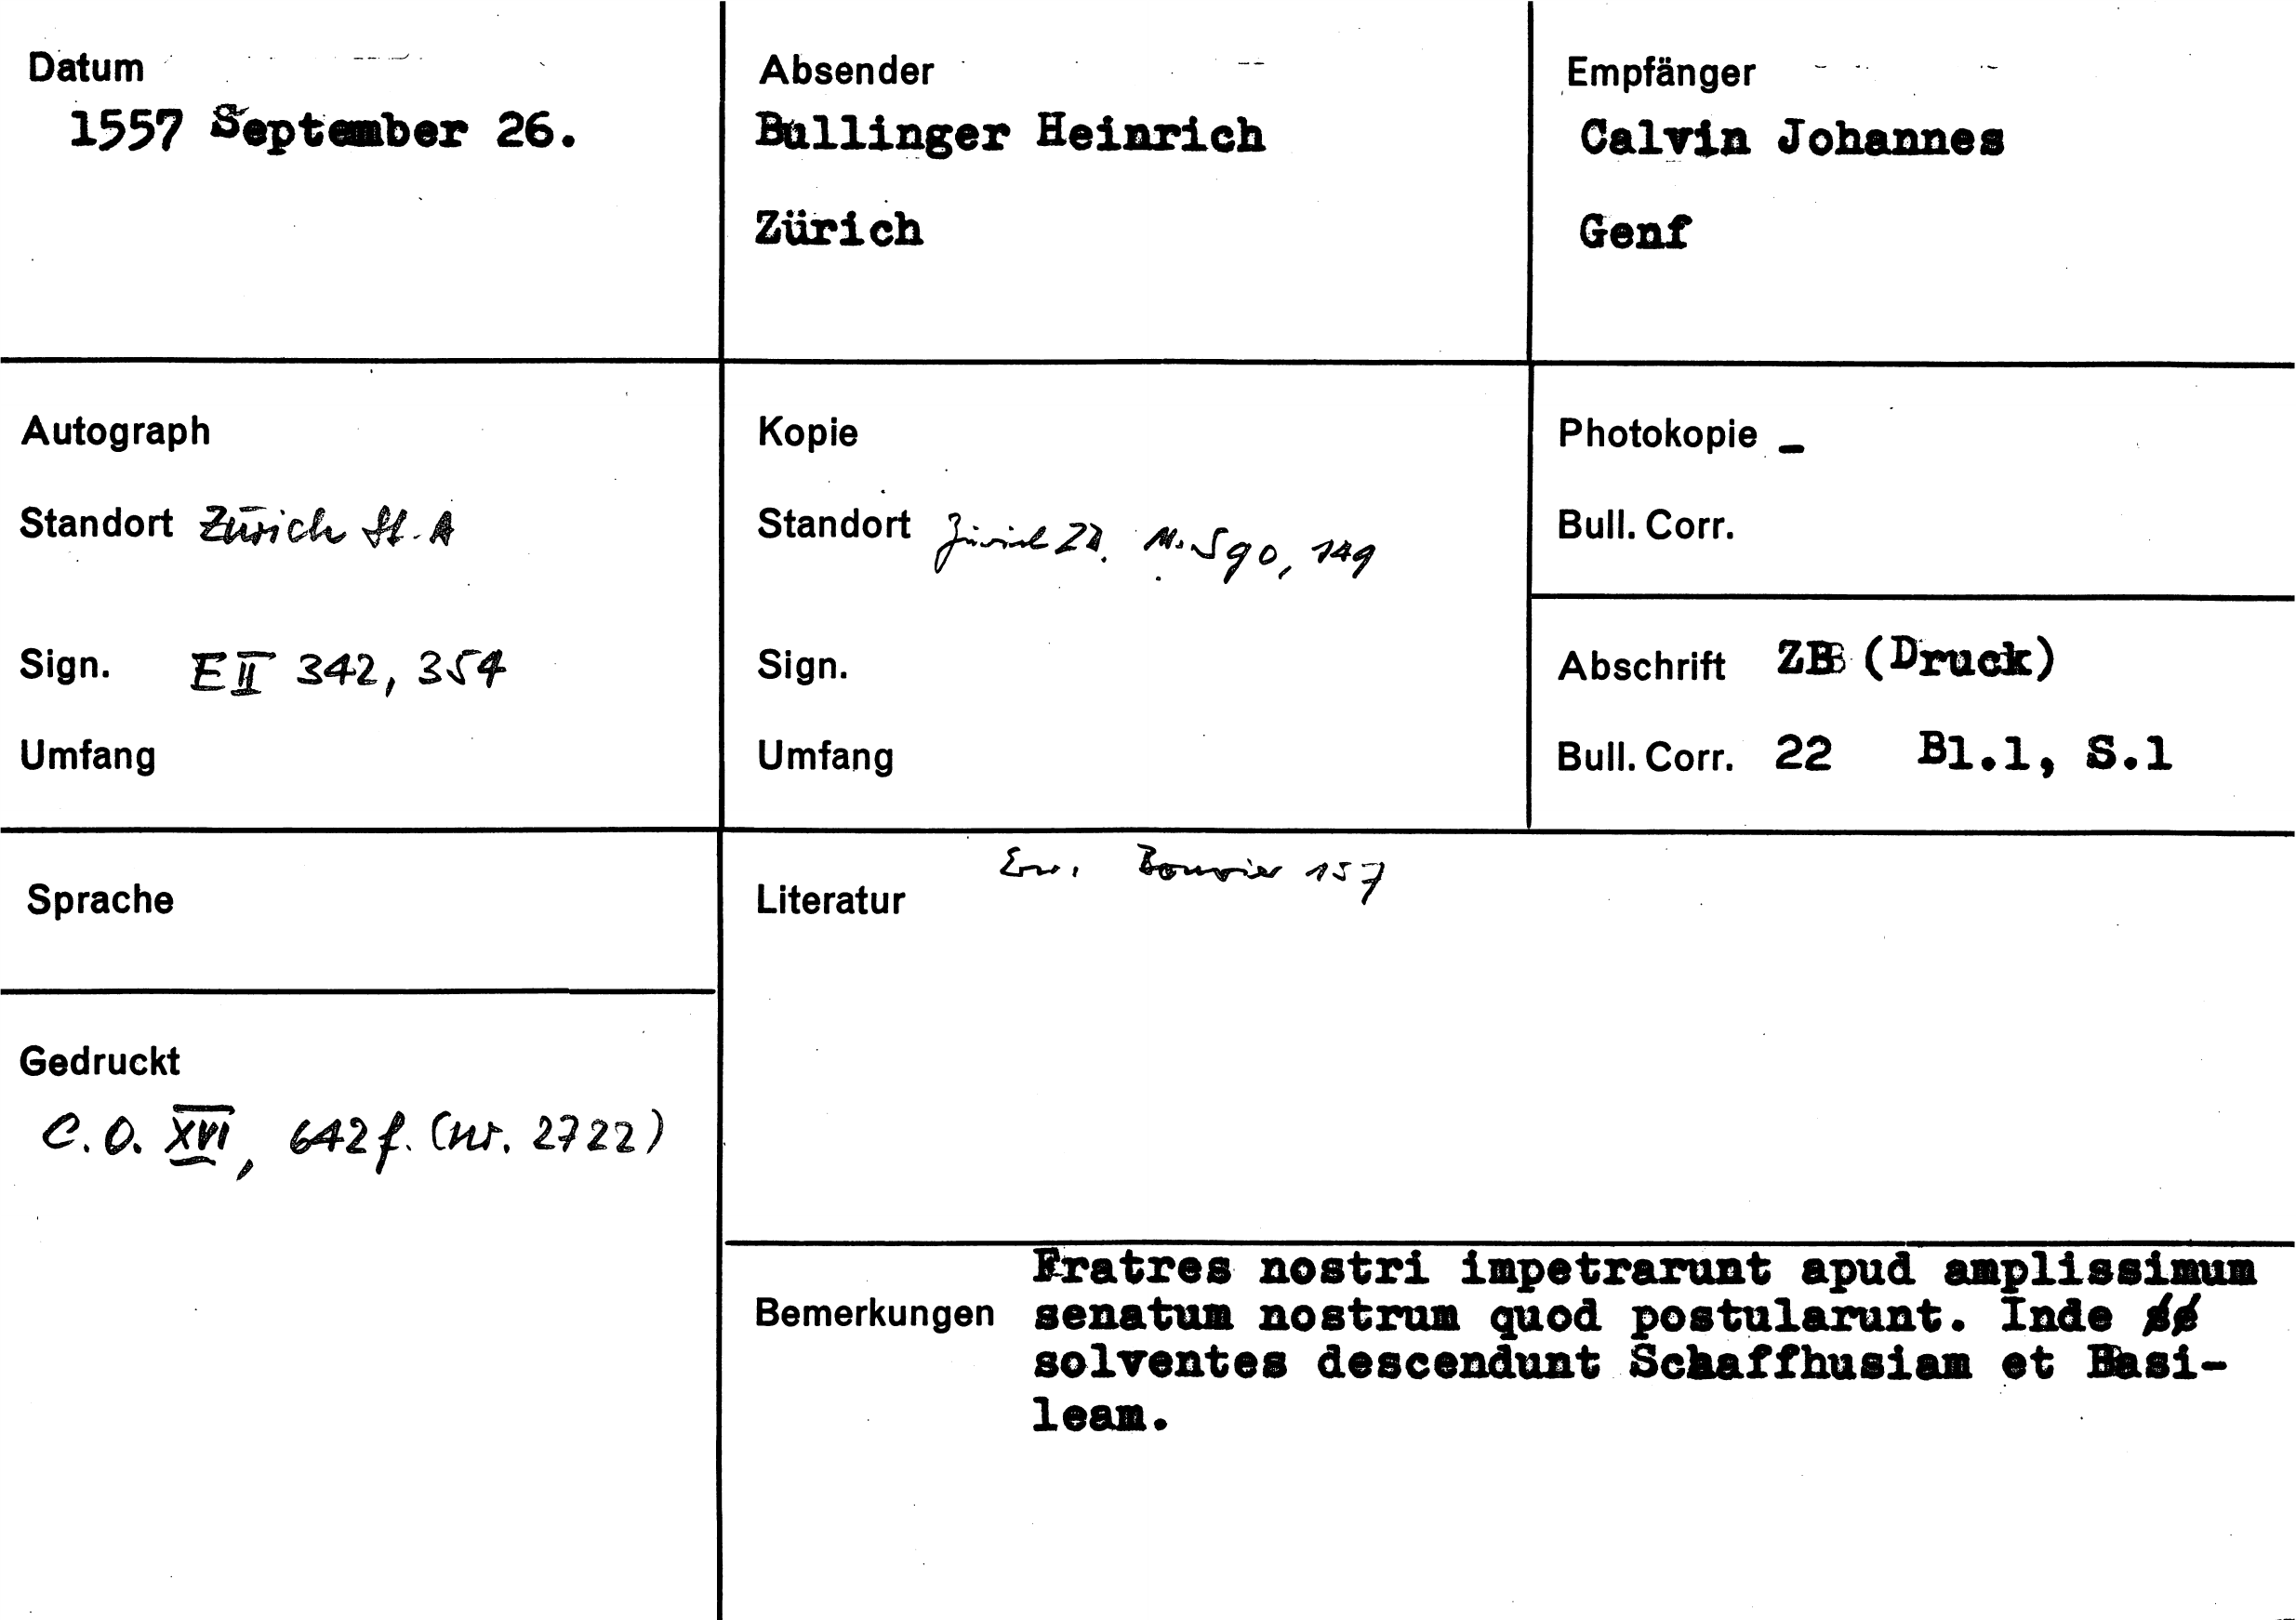 Datum
1557 September 26.
Absender
Bullinger Heinrich
Zürich
Empfänger
Calvin Johannes
Genf
Autograph
Standort Zürich St. A
Sign. E II 342, 354
Umfang
Kopie
Standort Zürich ZB. Ms S 90, 149
Sign.
Umfang
Photokopie -
Bull. Corr.
Abschrift ZB (Druck)
Bull. Corr. 22 Bl.1, S.1
Sprache
Gedruckt
C.O. XVI, 642f. (nr. 2722)
Literatur Erw. Bouvier 157
Bemerkungen
Fratres nostri impetrarunt apud amplissimum
senatum nostrum quod postularunt. Inde
solventes descendunt Schaffhusiam et Basi-
leam.